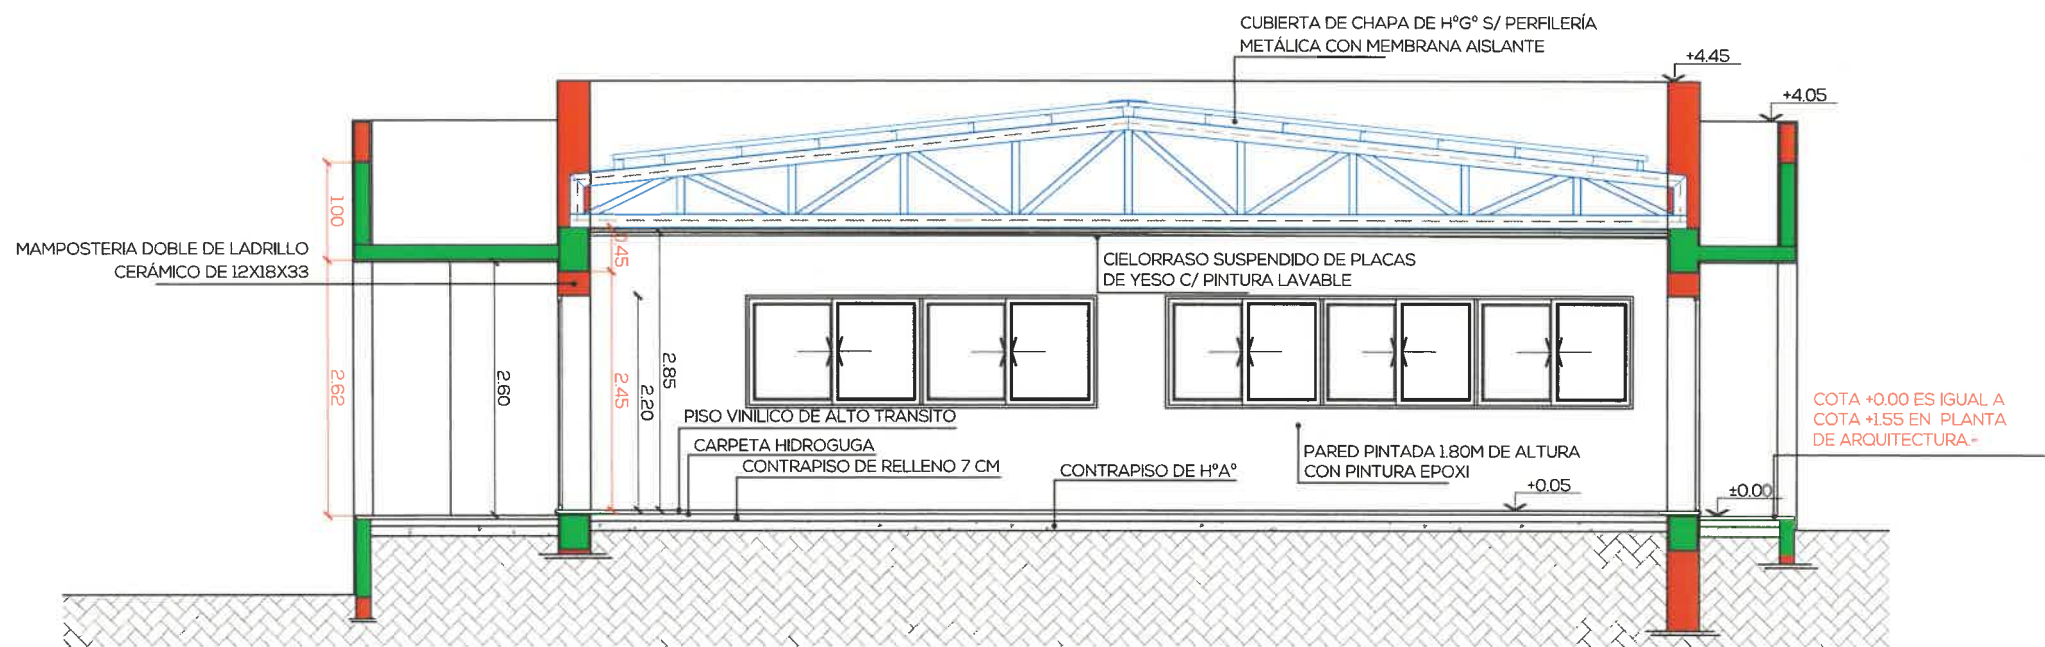 CUBIERTA DE CHAPA DE H°G° S/ PERFILERÍA
METÁLICA CON MEMBRANA AISLANTE
+4.45
+4.05
1.00
MAMPOSTERIA DOBLE DE LADRILLO
CERÁMICO DE 12X18X33
0.45
CIELORRASO SUSPENDIDO DE PLACAS
DE YESO C/ PINTURA LAVABLE
2.62
2.60
2.45
2.20
2.85
COTA +0.00 ES IGUAL A
COTA +1.55 EN PLANTA
DE ARQUITECTURA.-
PISO VINILICO DE ALTO TRANSITO
CARPETA HIDROGUGA
CONTRAPISO DE RELLENO 7 CM
CONTRAPISO DE H°A°
PARED PINTADA 1.80M DE ALTURA
CON PINTURA EPOXI
+0.05
±0.00